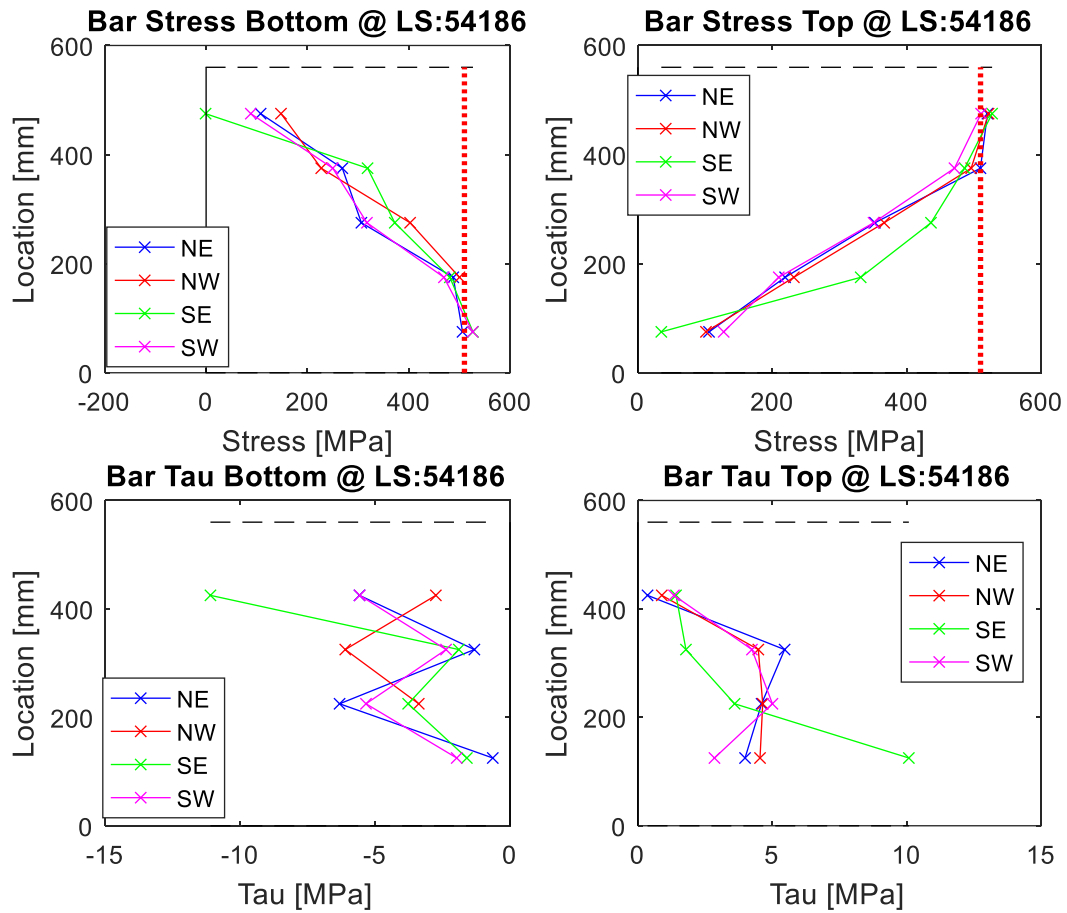 Bar Stress Bottom @ LS:54186
600
400
200
0
-200
0
200
400
600
Location [mm]
Stress [MPa]
NE
NW
SE
SW
Bar Stress Top @ LS:54186
600
400
200
0
0
200
400
600
Location [mm]
Stress [MPa]
NE
NW
SE
SW
Bar Tau Bottom @ LS:54186
600
400
200
0
-15
-10
-5
0
Location [mm]
Tau [MPa]
NE
NW
SE
SW
Bar Tau Top @ LS:54186
600
400
200
0
0
5
10
15
Location [mm]
Tau [MPa]
NE
NW
SE
SW